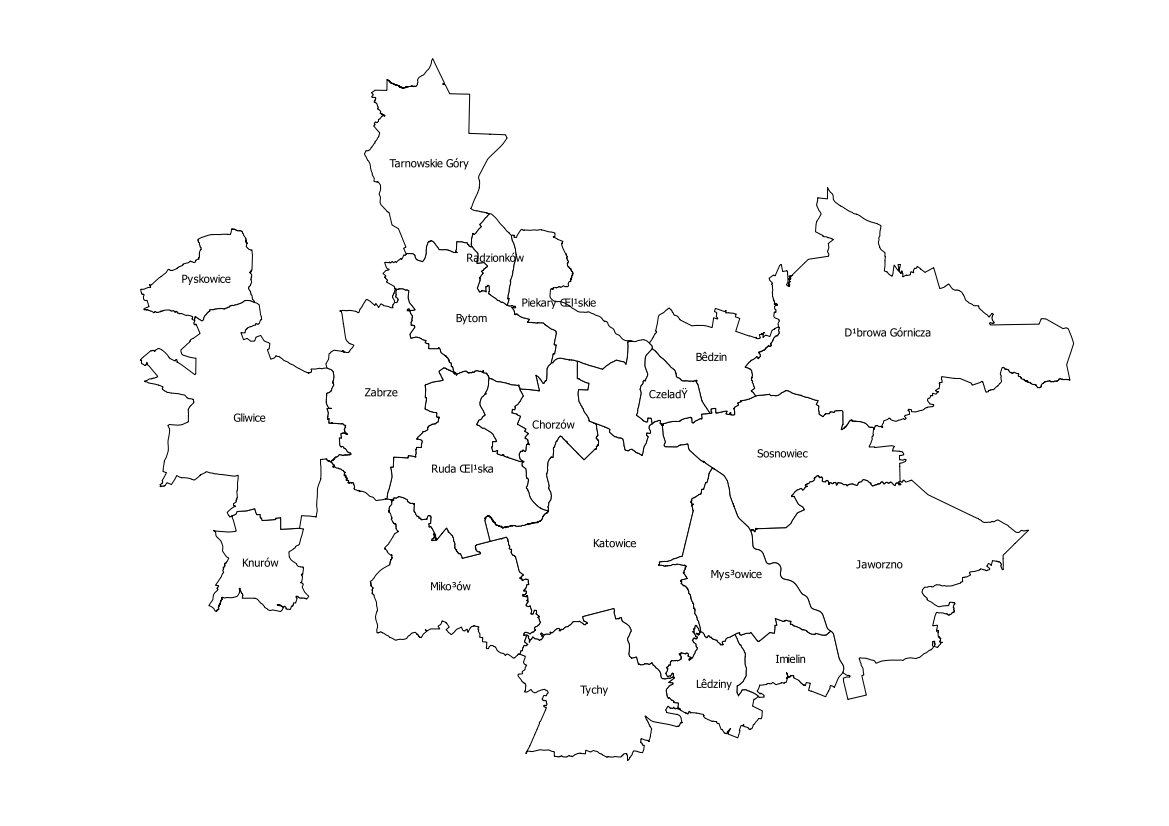 Tarnowskie Góry
Radzionków
Pyskowice
Piekary Œl¹skie
Bytom
D¹browa Górnicza
Bêdzin
Zabrze
CzeladŸ
Gliwice
Chorzów
Sosnowiec
Ruda Œl¹ska
Katowice
Knurów
Jaworzno
Mys³owice
Miko³ów
Imielin
Lêdziny
Tychy